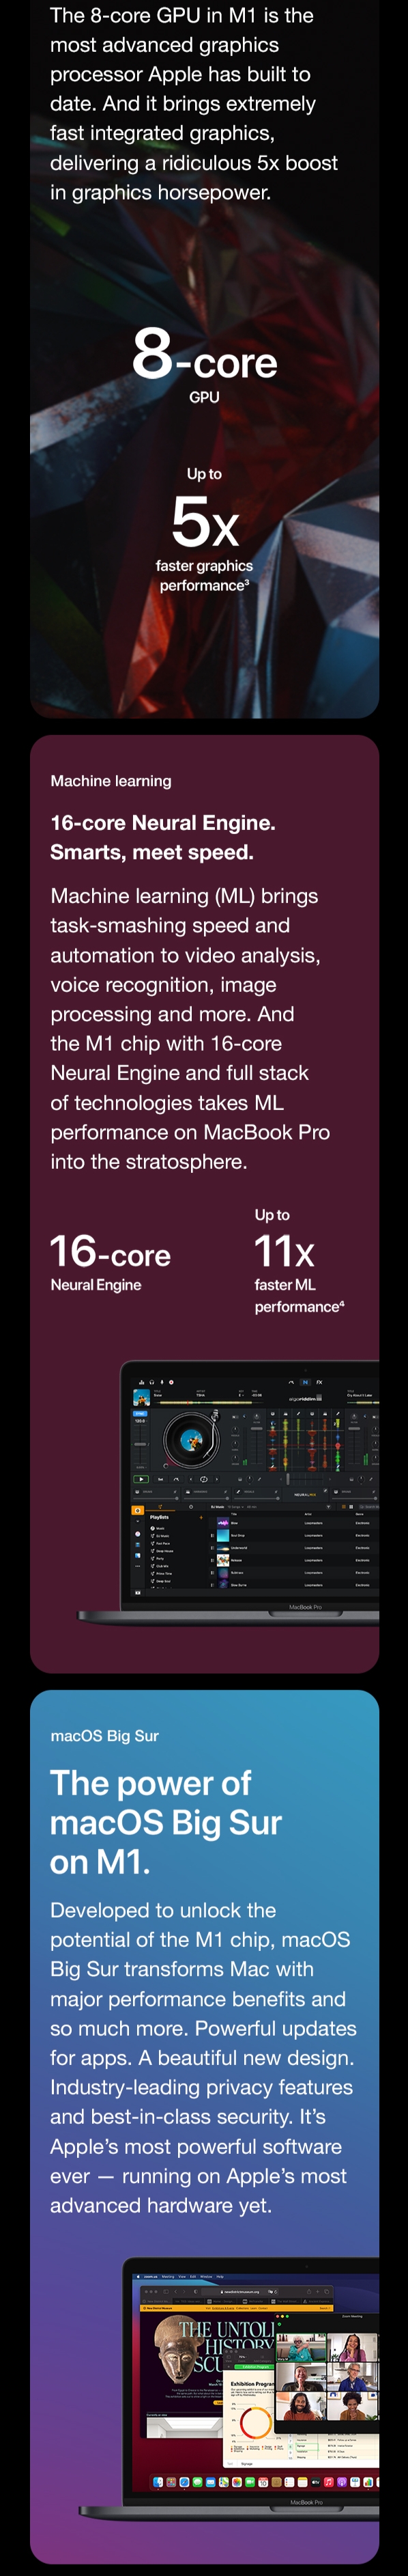 The 8-core GPU in M1 is the
most advanced graphics
processor Apple has built to
date. And it brings extremely
fast integrated graphics,
delivering a ridiculous 5x boost
in graphics horsepower.
8-core
GPU
Up to
5x
faster graphics
performance³
Machine learning
16-core Neural Engine.
Smarts, meet speed.
Machine learning (ML) brings
task-smashing speed and
automation to video analysis,
voice recognition, image
processing and more. And
the M1 chip with 16-core
Neural Engine and full stack
of technologies takes ML
performance on MacBook Pro
into the stratosphere.
16-core
Neural Engine
Up to
11x
faster ML
performance⁴
Playlists
MacBook Pro
macOS Big Sur
The power of
macOS Big Sur
on M1.
Developed to unlock the
potential of the M1 chip, macOS
Big Sur transforms Mac with
major performance benefits and
so much more. Powerful updates
for apps. A beautiful new design.
Industry-leading privacy features
and best-in-class security. It's
Apple's most powerful software
ever — running on Apple's most
advanced hardware yet.
THE UNTOL
HISTORY
SCU
Exhibition Program
MacBook Pro